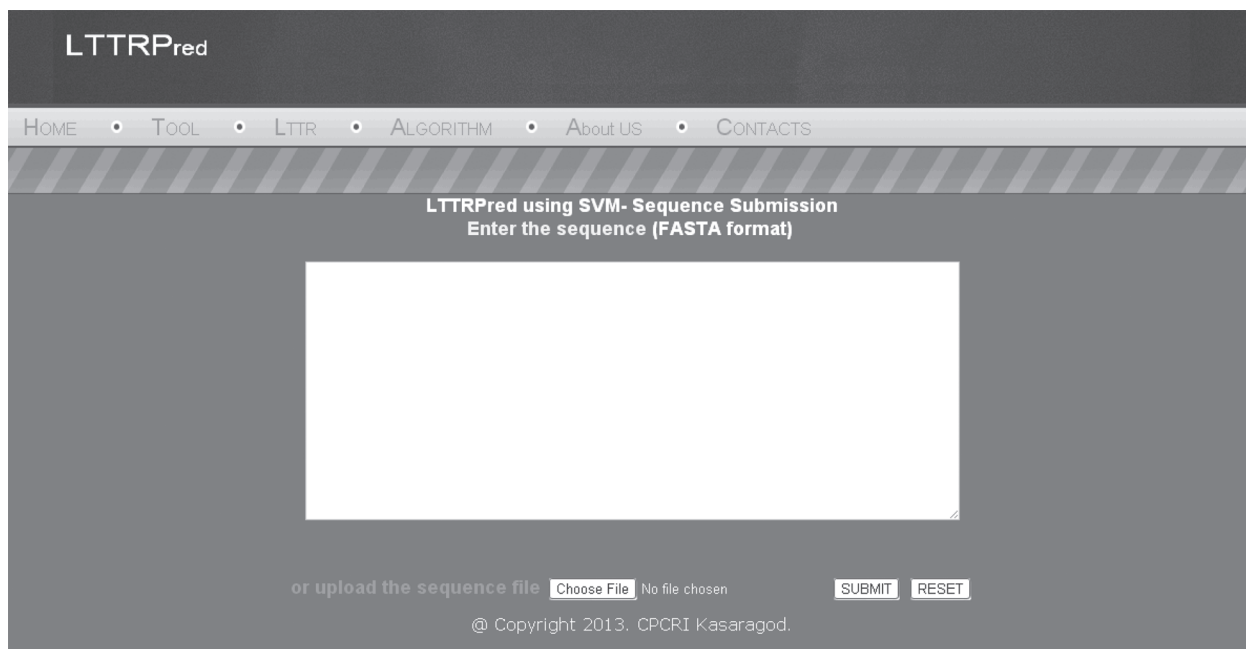 LTTRPred
HOME • TOOL • LTTR • ALGORITHM • About US • CONTACTS
LTTRPred using SVM- Sequence Submission
Enter the sequence (FASTA format)
or upload the sequence file Choose File No file chosen SUBMIT RESET
@ Copyright 2013. CPCRI Kasaragod.